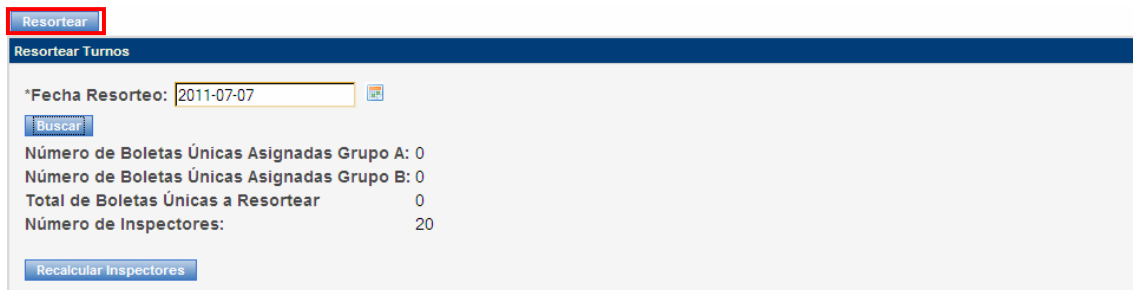 Resortear
Resortear Turnos
*Fecha Resorteo: 2011-07-07
Buscar
Número de Boletas Únicas Asignadas Grupo A: 0
Número de Boletas Únicas Asignadas Grupo B: 0
Total de Boletas Únicas a Resortear 0
Número de Inspectores: 20
Recalcular Inspectores